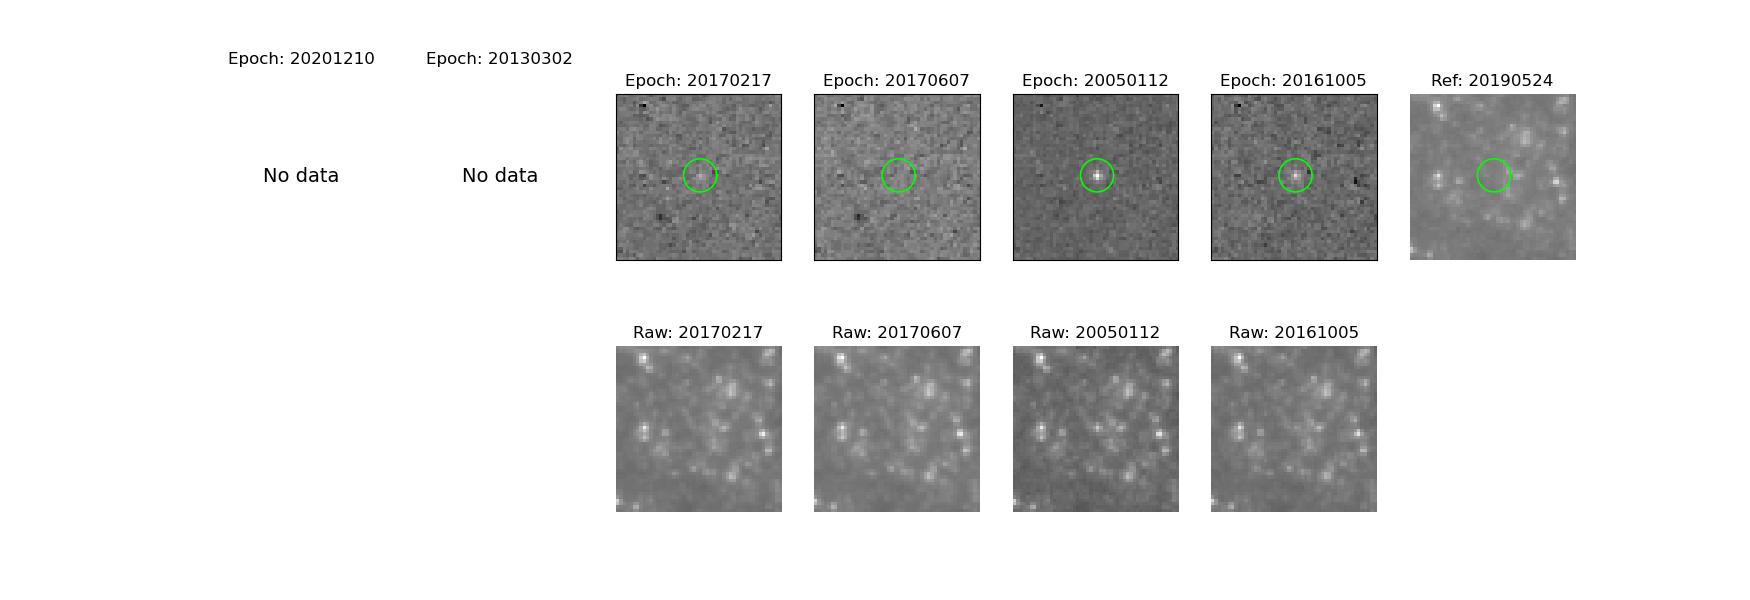 Epoch: 20201210
Epoch: 20130302
Epoch: 20170217
Epoch: 20170607
Epoch: 20050112
Epoch: 20161005
Ref: 20190524
No data
No data
Raw: 20170217
Raw: 20170607
Raw: 20050112
Raw: 20161005